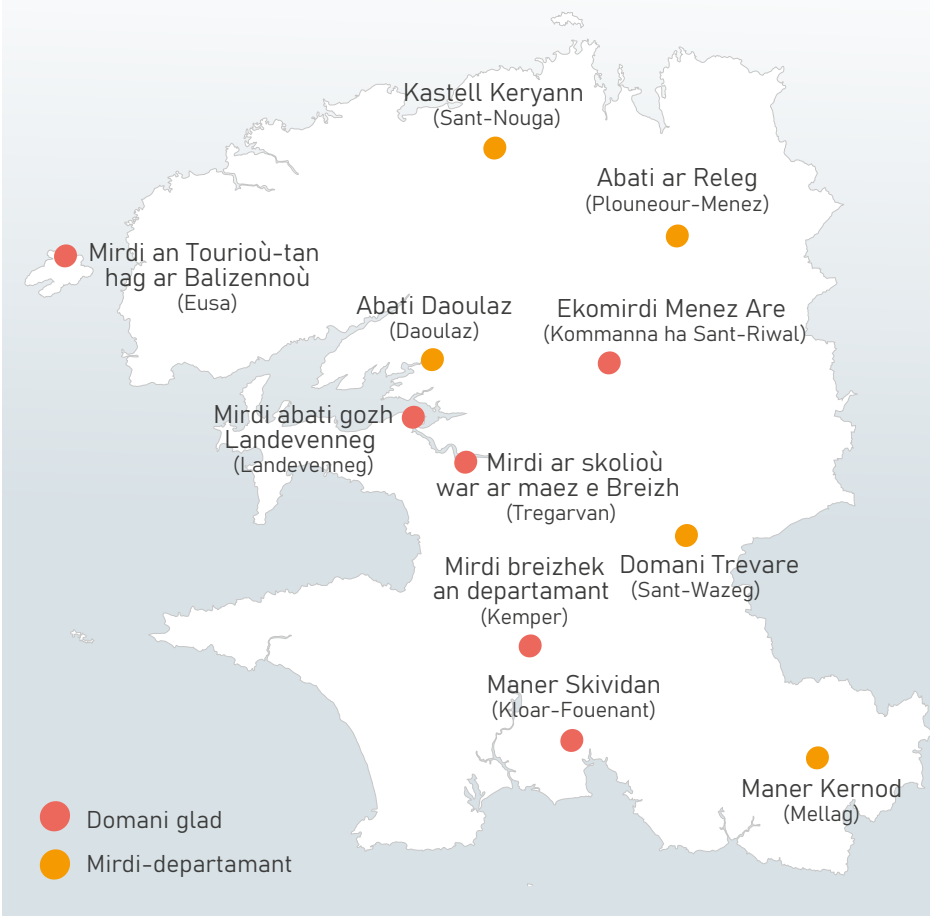 Kastell Keryann
(Sant-Nouga)
Abati ar Releg
(Plouneour-Menez)
Mirdi an Tourioù-tan
hag ar Balizennoù
(Eusa)
Abati Daoulaz
(Daoulaz)
Ekomirdi Menez Are
(Kommanna ha Sant-Riwal)
Mirdi abati gozh
Landevenneg
(Landevenneg)
Mirdi ar skolioù
war ar maez e Breizh
(Tregarvan)
Domani Trevare
(Sant-Wazeg)
Mirdi breizhek
an departamant
(Kemper)
Maner Skividan
(Kloar-Fouenant)
Maner Kernod
(Mellag)
Domani glad
Mirdi-departamant